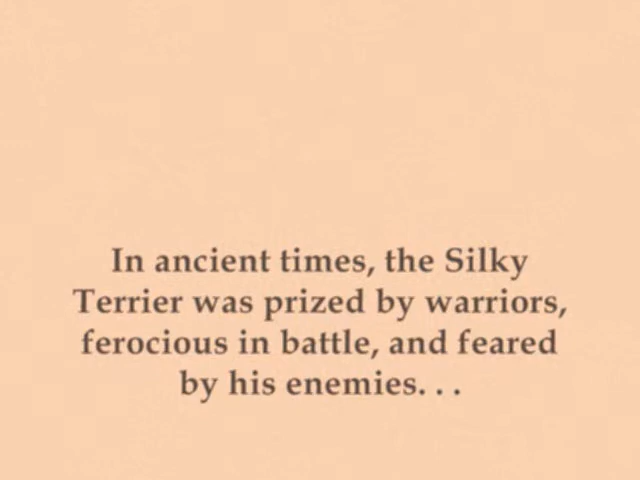 In ancient times, the Silky
Terrier was prized by warriors,
ferocious in battle, and feared
by his enemies. . .